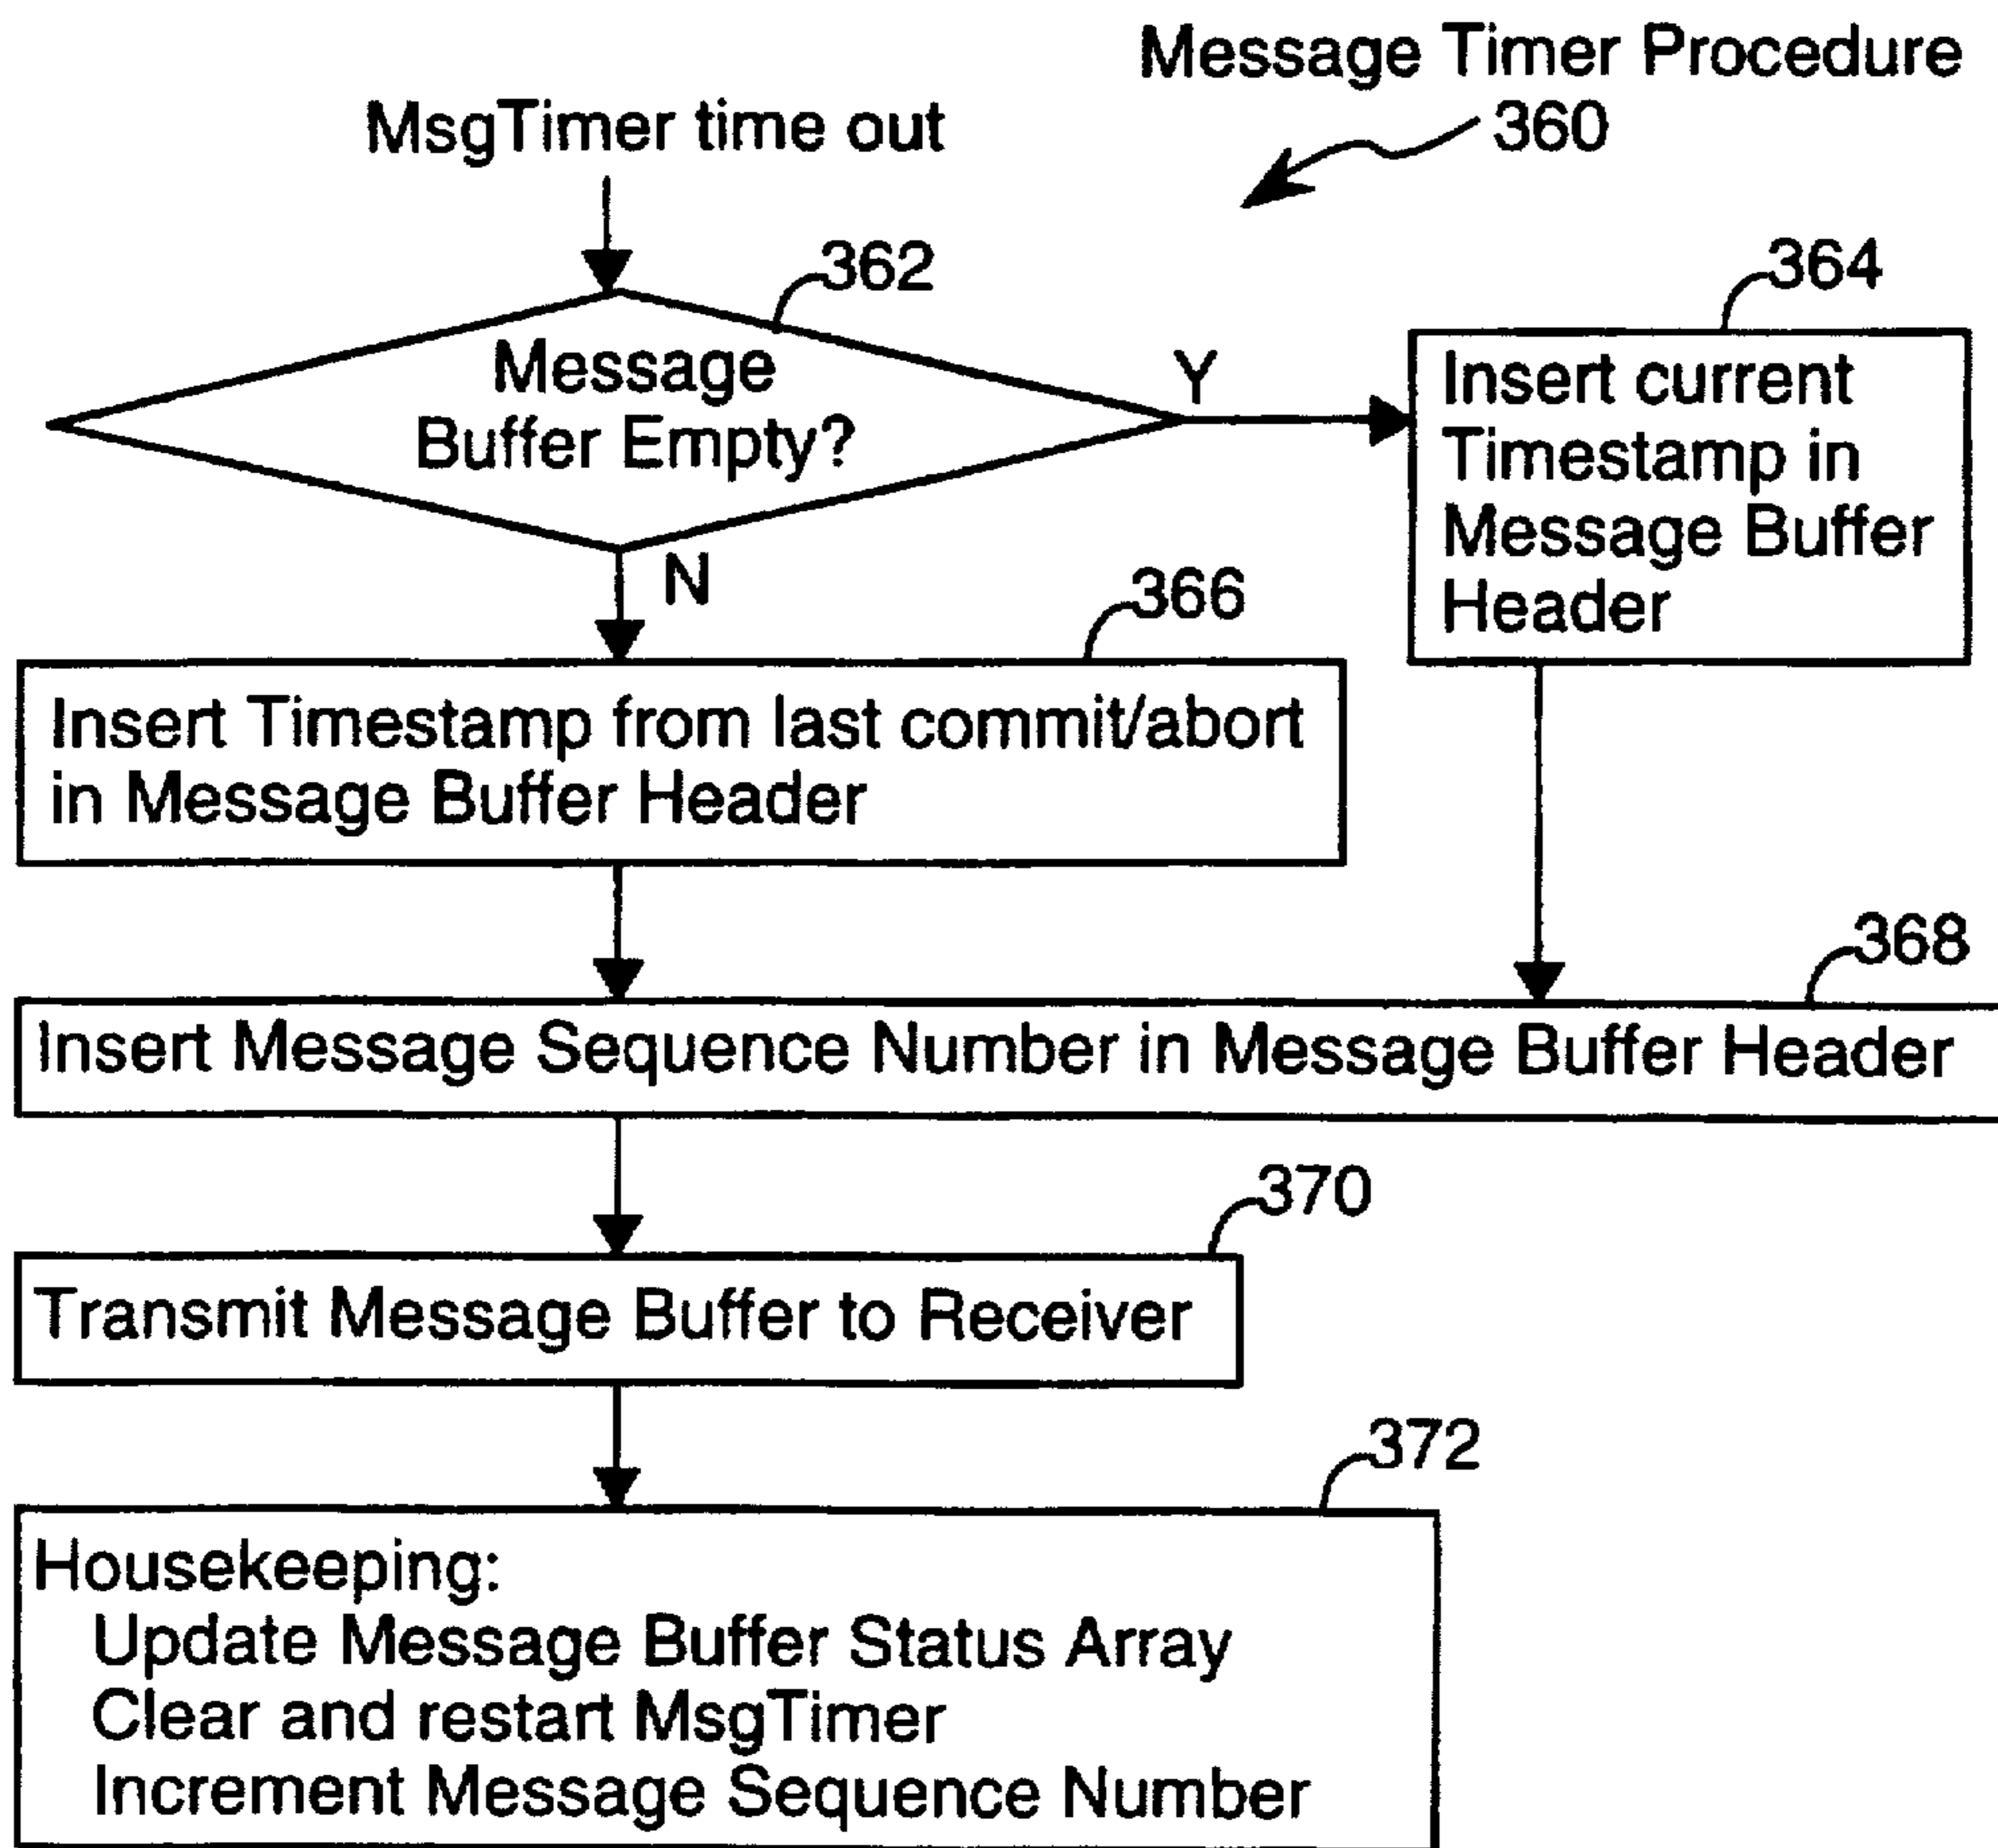 Message Timer Procedure
360
MsgTimer time out
362
364
Message
Buffer Empty?
Y
Insert current
Timestamp in
Message Buffer
Header
N
366
Insert Timestamp from last commit/abort
in Message Buffer Header
368
Insert Message Sequence Number in Message Buffer Header
370
Transmit Message Buffer to Receiver
372
Housekeeping:
Update Message Buffer Status Array
Clear and restart MsgTimer
Increment Message Sequence Number